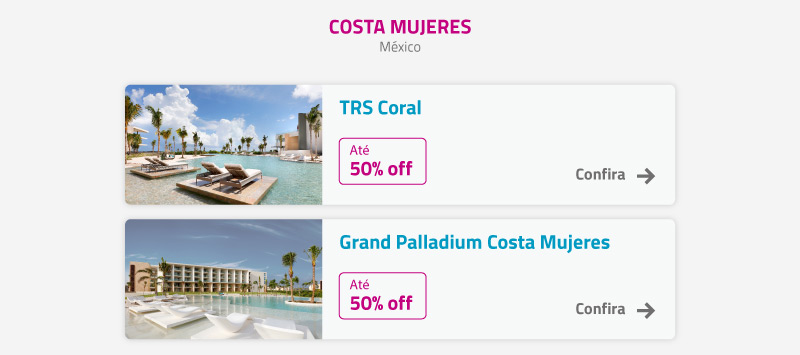 COSTA MUJERES
México
TRS Coral
Até
50% off
Confira
Grand Palladium Costa Mujeres
Até
50% off
Confira